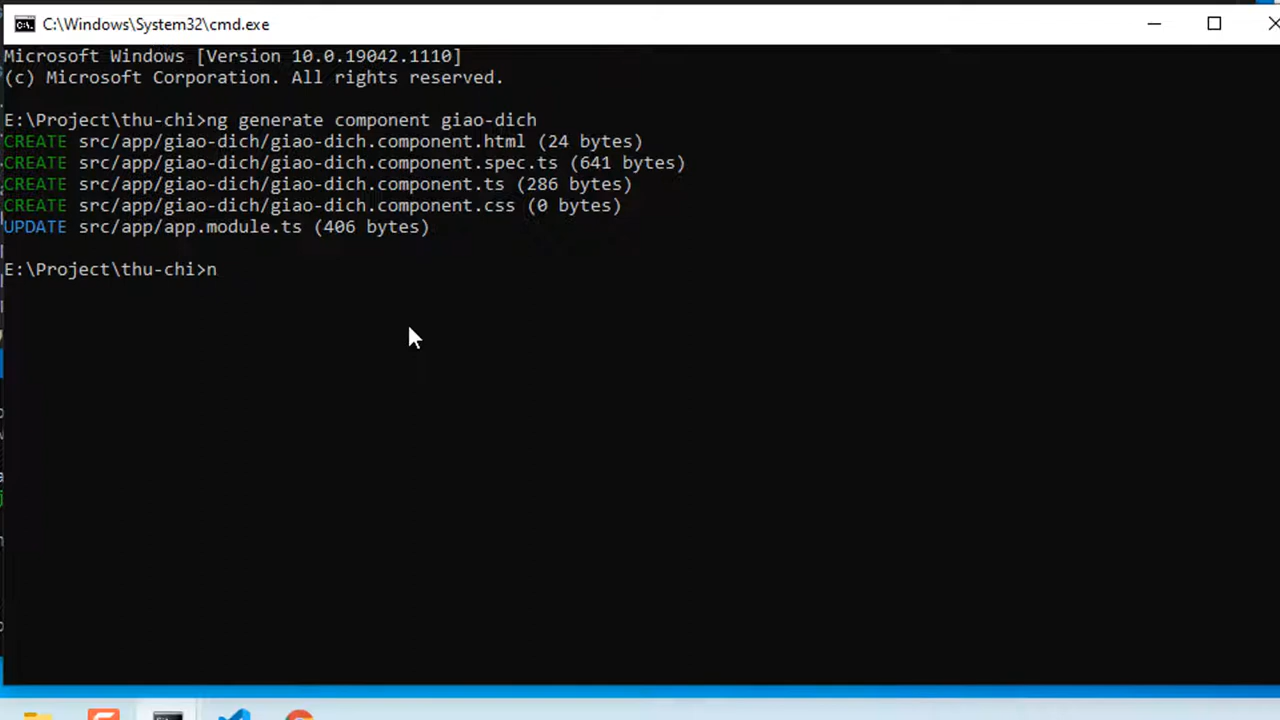 C:\Windows\System32\cmd.exe
Microsoft Windows [Version 10.0.19042.1110]
(c) Microsoft Corporation. All rights reserved.
E:\Project\thu-chi>ng generate component giao-dich
CREATE src/app/giao-dich/giao-dich.component.html (24 bytes)
CREATE src/app/giao-dich/giao-dich.component.spec.ts (641 bytes)
CREATE src/app/giao-dich/giao-dich.component.ts (286 bytes)
CREATE src/app/giao-dich/giao-dich.component.css (0 bytes)
UPDATE src/app/app.module.ts (406 bytes)
E:\Project\thu-chi>n